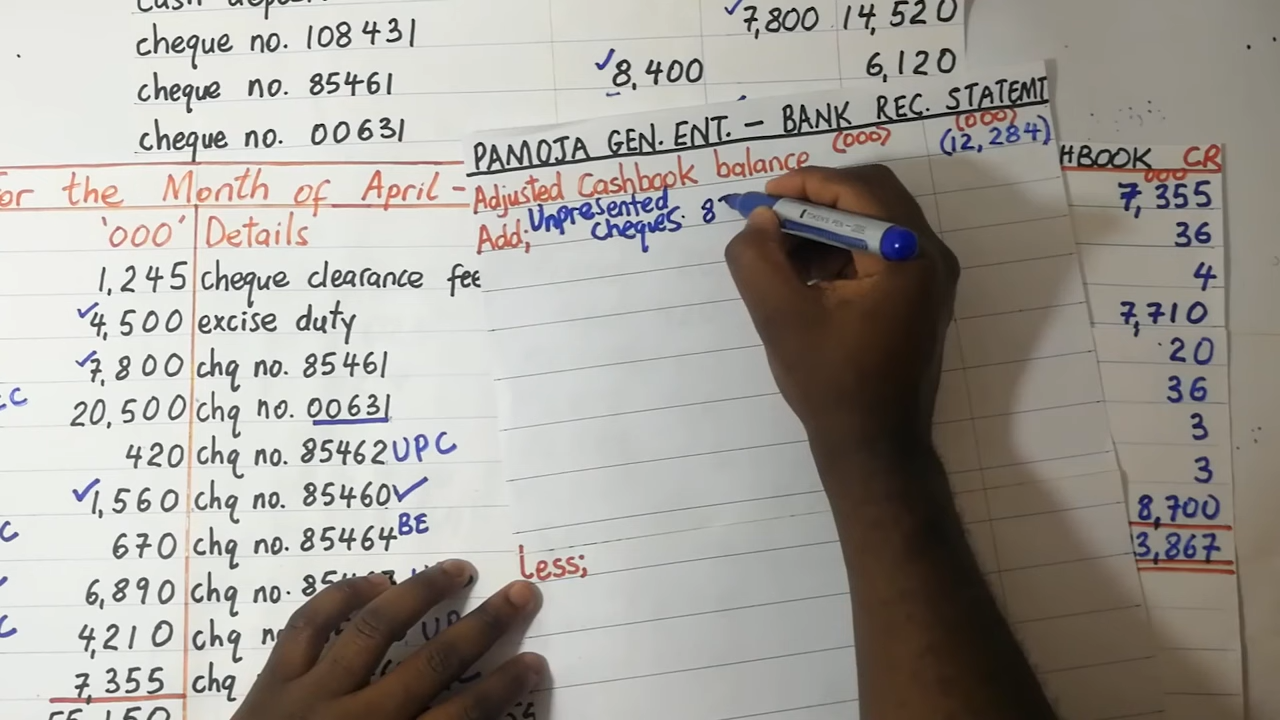 cheque no. 108431
7,800 14,520
cheque no. 85461
8,400
6,120
cheque no. 00631
PAMOJA GEN. ENT. - BANK REC. STATEMT
Adjusted Cashbook balance (000) (000)
(12,284)
Add; Unpresented
cheques. 8
less;
or the Month of April -
'000' Details
1,245 cheque clearance fee
4,500 excise duty
7,800 chq no. 85461
20,500 chq no. 00631
420 chq no. 85462 UPC
1,560 chq no. 85460
670 chq no. 85464 BE
6,890 chq no.
4,210 chq
7,355 chq
HBOOK CR
000
7,355
36
4
7,710
20
36
3
3
8,700
3,867